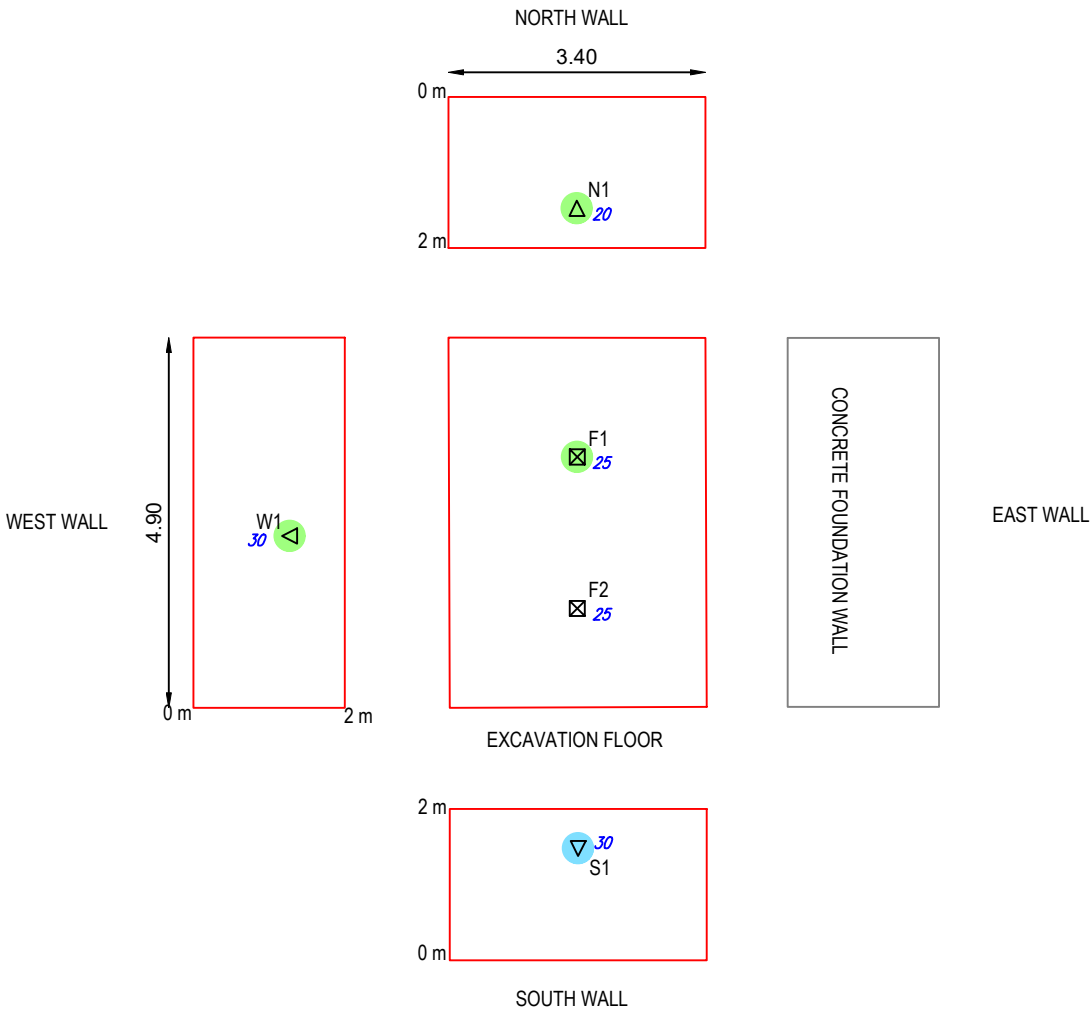 NORTH WALL
3.40
0 m
N1
20
2 m
F1
25
CONCRETE FOUNDATION WALL
WEST WALL
4.90
W1
30
EAST WALL
F2
25
0 m
2 m
EXCAVATION FLOOR
2 m
30
S1
0 m
SOUTH WALL